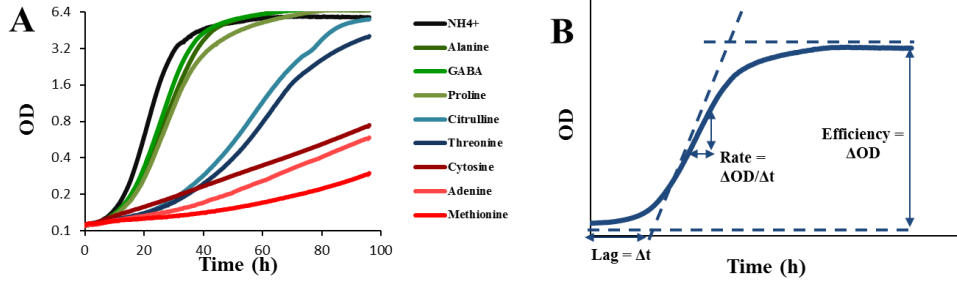 A
OD
6.4
3.2
1.6
0.8
0.4
0.2
0.1
0
20
40
60
80
100
Time (h)
NH4+
Alanine
GABA
Proline
Citrulline
Threonine
Cytosine
Adenine
Methionine
B
OD
Efficiency =
ΔOD
Rate =
ΔOD/Δt
Lag = Δt
Time (h)